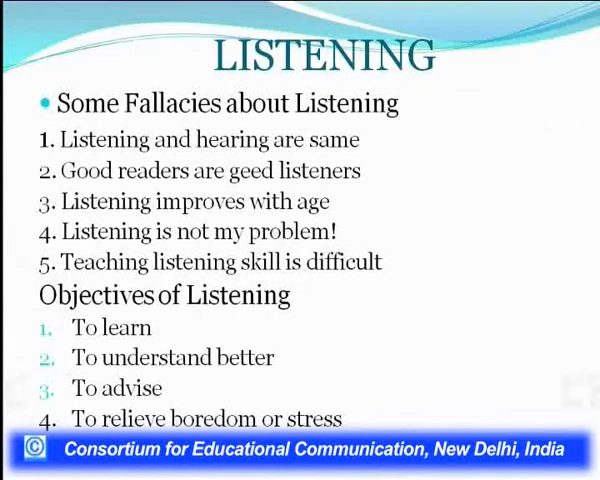 LISTENING
• Some Fallacies about Listening
1. Listening and hearing are same
2. Good readers are geed listeners
3. Listening improves with age
4. Listening is not my problem!
5. Teaching listening skill is difficult
Objectives of Listening
1. To learn
2. To understand better
3. To advise
4. To relieve boredom or stress
© Consortium for Educational Communication, New Delhi, India